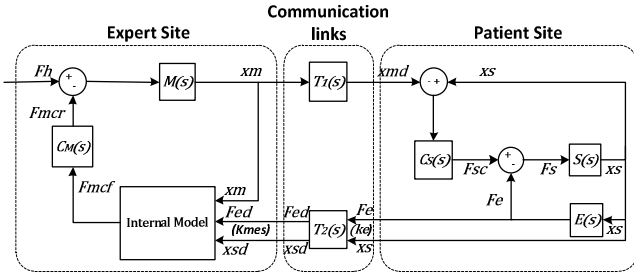 Communication
links
Expert Site
Patient Site
Fh
+
-
M(s)
xm
T1(s)
xmd
- +
xs
Fmcr
CM(s)
Cs(s)
Fsc
+
-
Fs
S(s)
xs
Fmcf
Fe
Internal Model
xm
Fed
(Kmes)
xsd
Fed
xsd
T2(s)
Fe
(ke)
xs
E(s)
xs